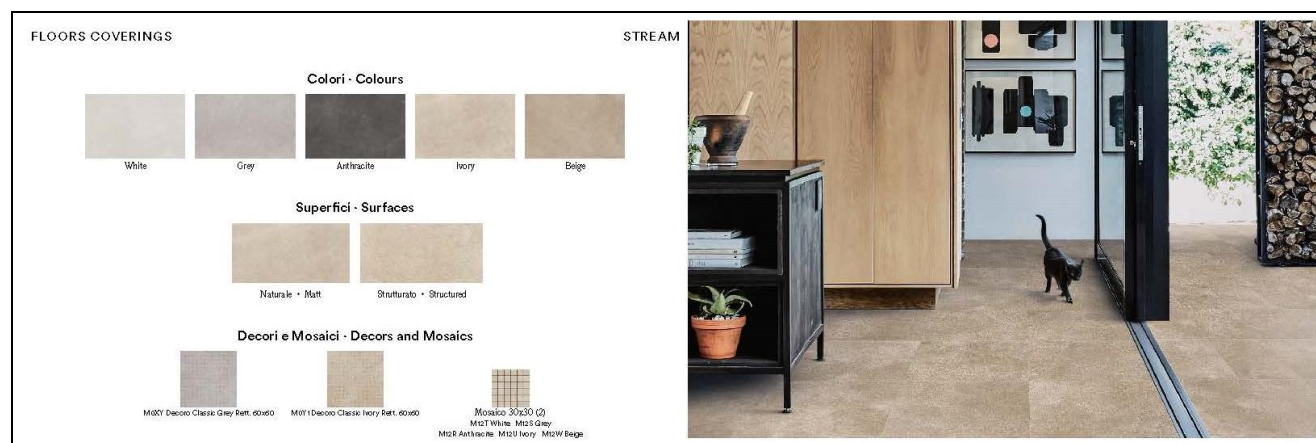 FLOORS COVERINGS
STREAM
Colori · Colours
White
Grey
Anthracite
Ivory
Beige
Superfici · Surfaces
Naturale • Matt
Strutturato • Structured
Decori e Mosaici · Decors and Mosaics
M0XY Decoro Classic Grey Rett. 60x60
M0Y1 Decoro Classic Ivory Rett. 60x60
Mosaico 30x30 (2)
M12T White M12S Grey
M12R Anthracite M12U Ivory M12W Beige